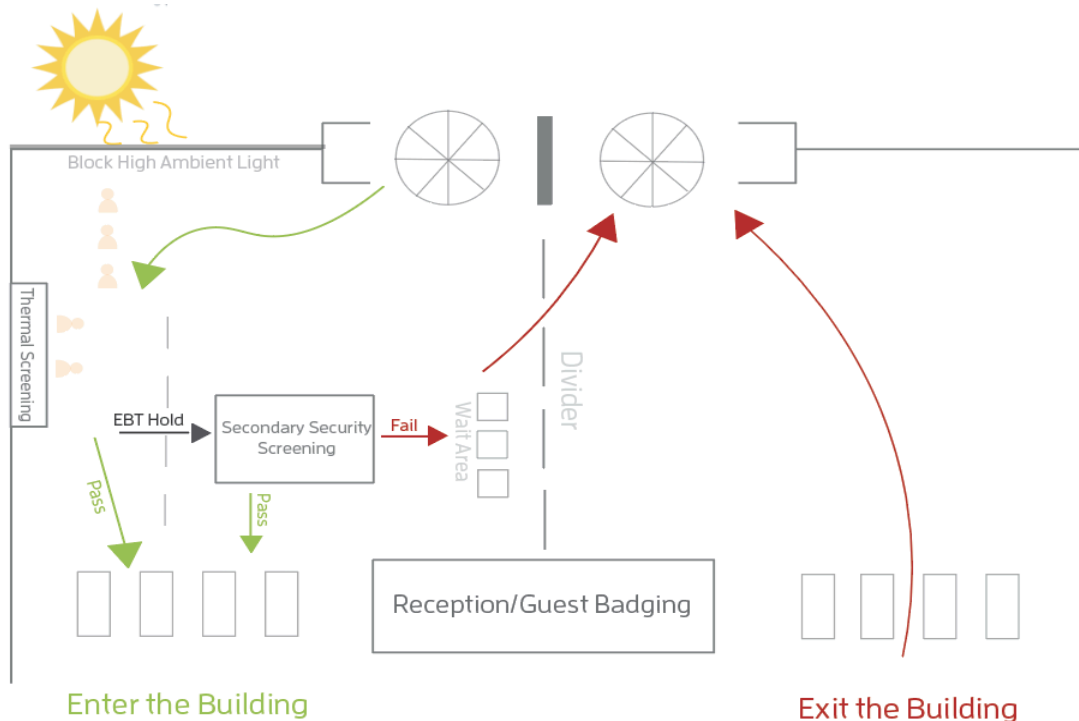 Block High Ambient Light
Thermal Screening
EBT Hold
Secondary Security
Screening
Fail
Wait Area
Divider
Pass
Pass
Reception/Guest Badging
Enter the Building
Exit the Building